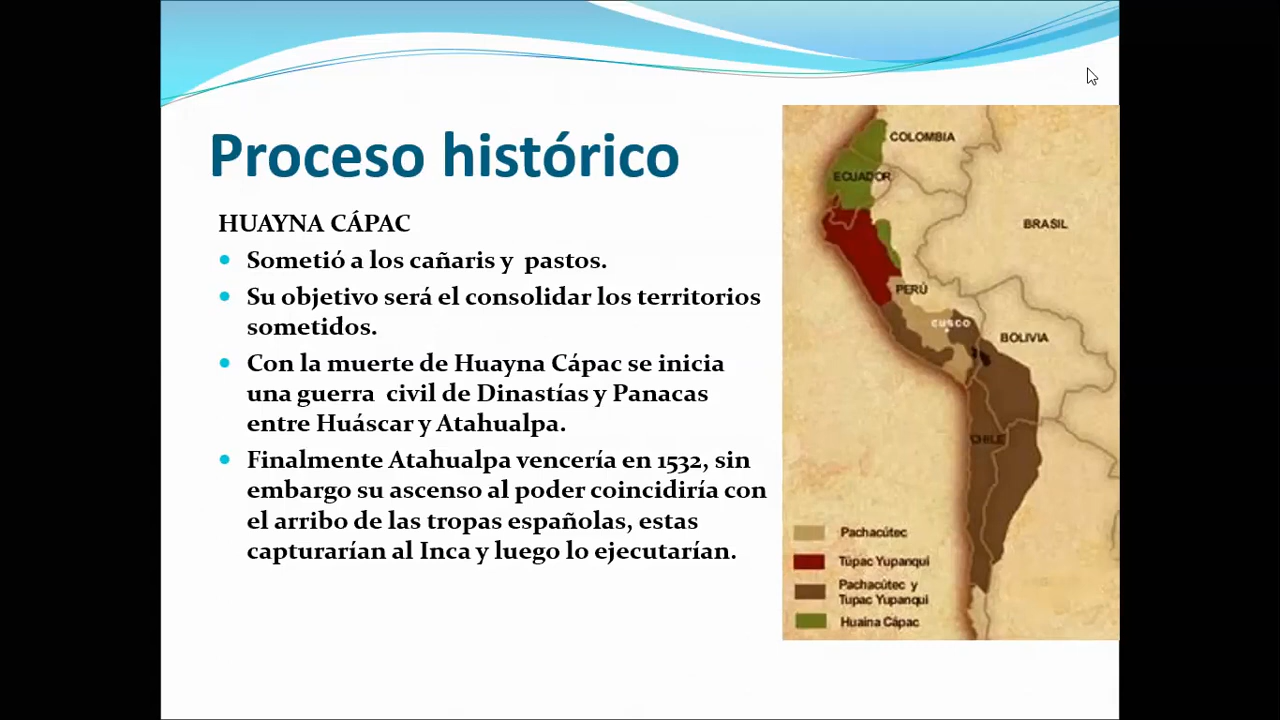 Proceso histórico
HUAYNA CÁPAC
Sometió a los cañaris y pastos.
Su objetivo será el consolidar los territorios
sometidos.
Con la muerte de Huayna Cápac se inicia
una guerra civil de Dinastías y Panacas
entre Huáscar y Atahualpa.
Finalmente Atahualpa vencería en 1532, sin
embargo su ascenso al poder coincidiría con
el arribo de las tropas españolas, estas
capturarían al Inca y luego lo ejecutarían.
COLOMBIA
ECUADOR
BRASIL
PERÚ
CUSCO
BOLIVIA
CHILE
Pachacútec
Túpac Yupanqui
Pachacútec y
Tupac Yupanqui
Huaina Cápac